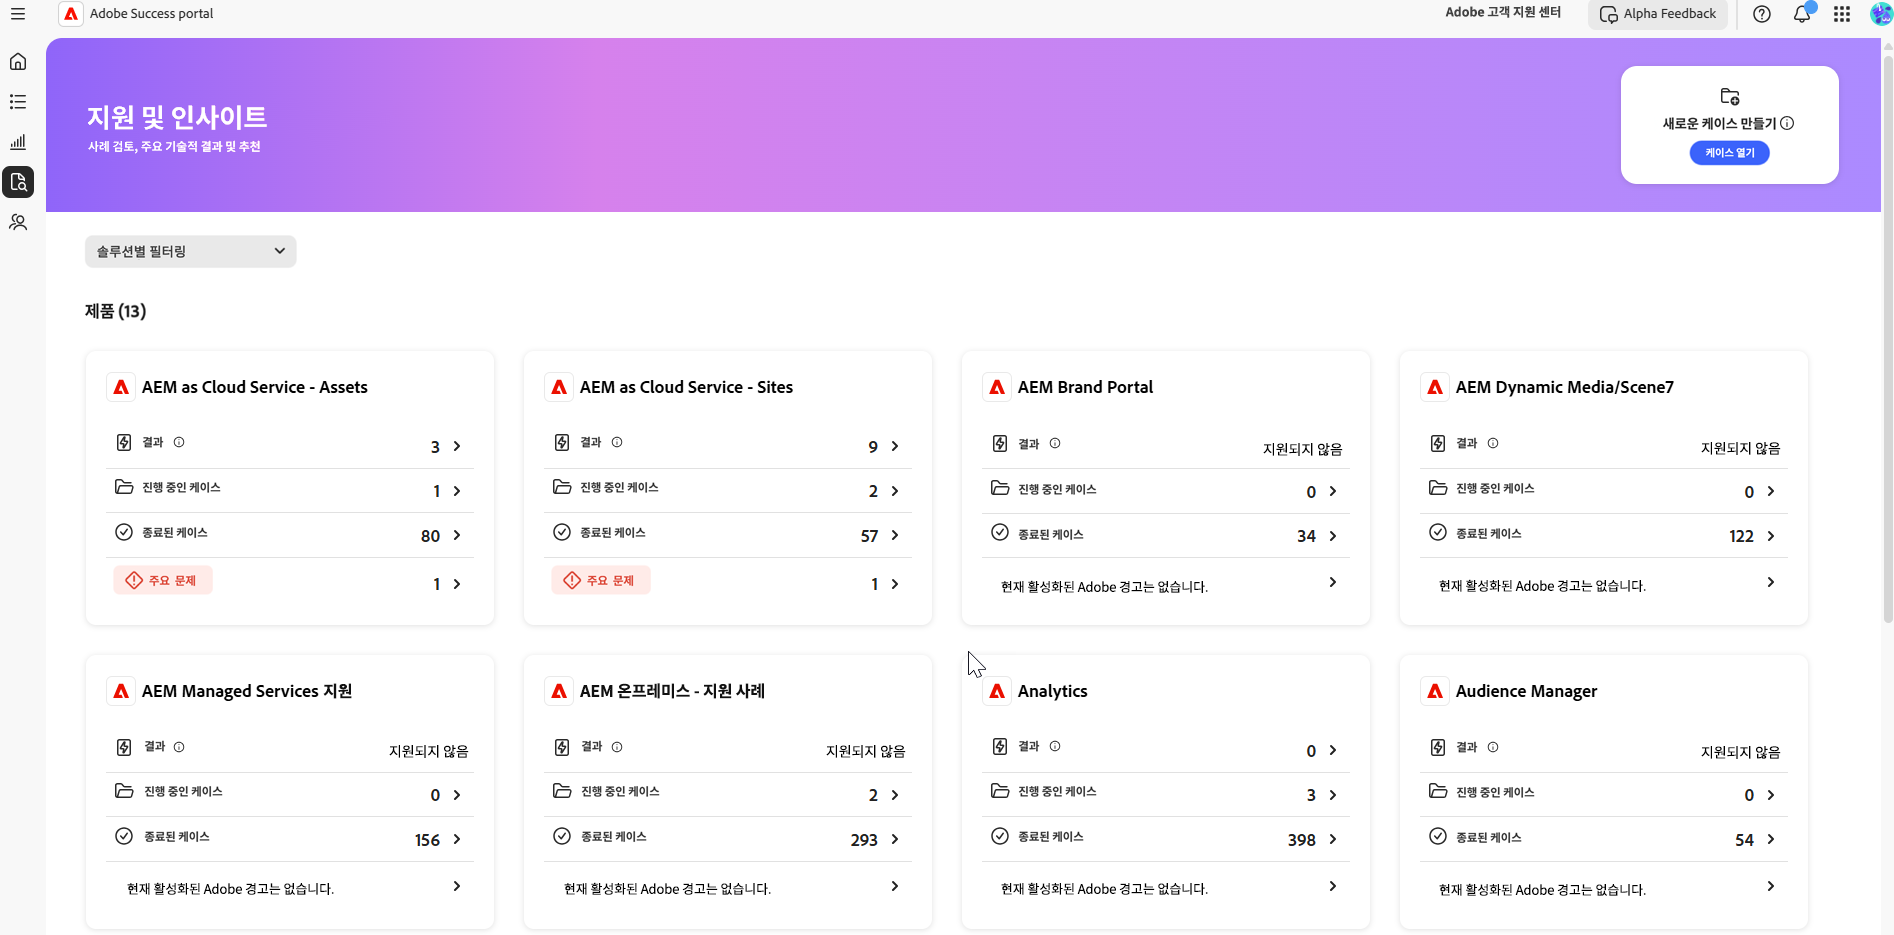 Adobe Success portal
Adobe 고객 지원 센터
Alpha Feedback
지원 및 인사이트
사례 검토, 주요 기술적 결과 및 추천
새로운 케이스 만들기
케이스 열기
솔루션별 필터링
제품 (13)
AEM as Cloud Service - Assets
결과 3
진행 중인 케이스 1
종료된 케이스 80
주요 문제 1
AEM as Cloud Service - Sites
결과 9
진행 중인 케이스 2
종료된 케이스 57
주요 문제 1
AEM Brand Portal
결과 지원되지 않음
진행 중인 케이스 0
종료된 케이스 34
현재 활성화된 Adobe 경고는 없습니다.
AEM Dynamic Media/Scene7
결과 지원되지 않음
진행 중인 케이스 0
종료된 케이스 122
현재 활성화된 Adobe 경고는 없습니다.
AEM Managed Services 지원
결과 지원되지 않음
진행 중인 케이스 0
종료된 케이스 156
현재 활성화된 Adobe 경고는 없습니다.
AEM 온프레미스 - 지원 사례
결과 지원되지 않음
진행 중인 케이스 2
종료된 케이스 293
현재 활성화된 Adobe 경고는 없습니다.
Analytics
결과 0
진행 중인 케이스 3
종료된 케이스 398
현재 활성화된 Adobe 경고는 없습니다.
Audience Manager
결과 지원되지 않음
진행 중인 케이스 0
종료된 케이스 54
현재 활성화된 Adobe 경고는 없습니다.